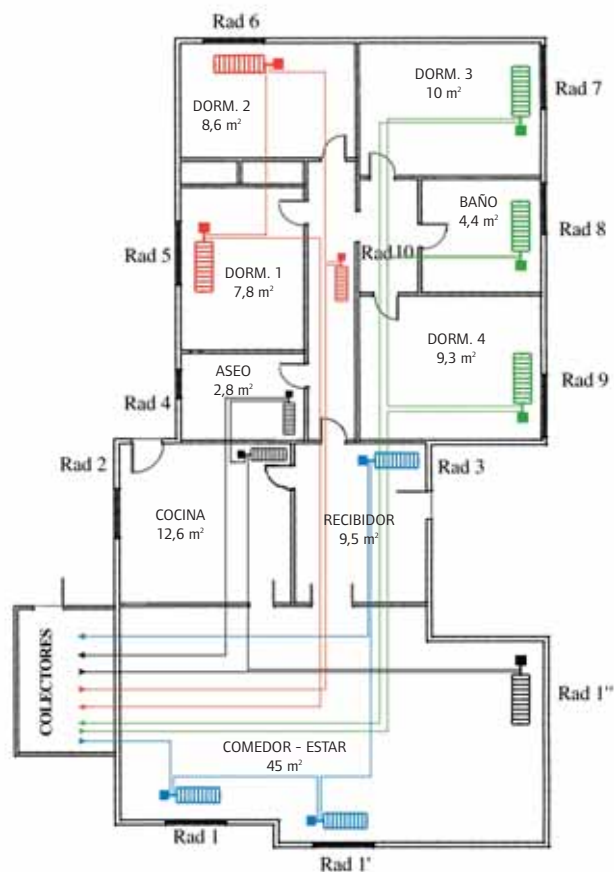 Rad 6
DORM. 2
8,6 m²
DORM. 3
10 m²
Rad 7
BAÑO
4,4 m²
Rad 8
Rad 5
Rad 10
DORM. 1
7,8 m²
DORM. 4
9,3 m²
Rad 9
ASEO
2,8 m²
Rad 4
Rad 2
Rad 3
COCINA
12,6 m²
RECIBIDOR
9,5 m²
COLECTORES
Rad 1"
COMEDOR - ESTAR
45 m²
Rad 1
Rad 1'